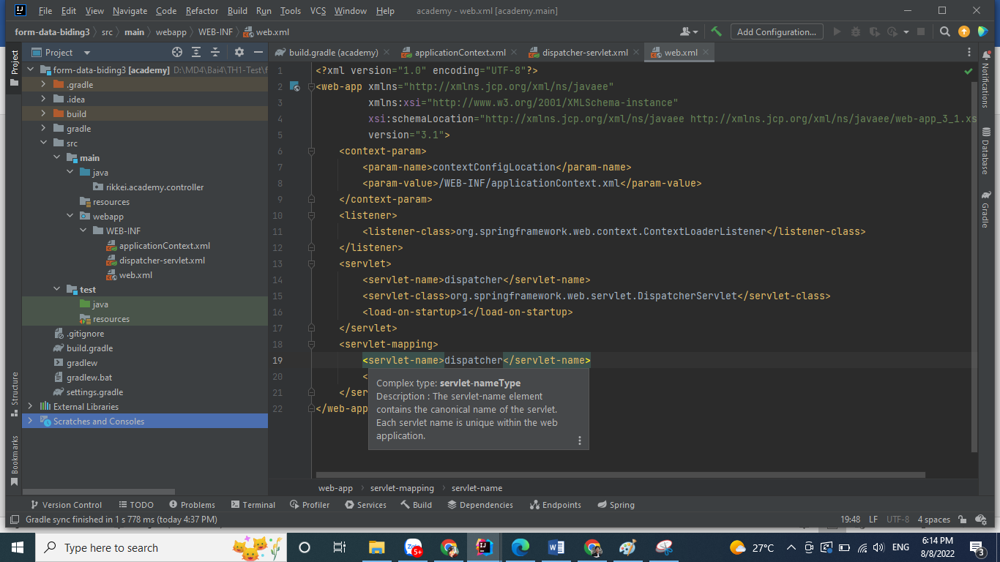 File Edit View Navigate Code Refactor Build Run Tools VCS Window Help academy - web.xml [academy.main]
form-data-biding3 src main webapp WEB-INF web.xml Add Configuration...
Project
build.gradle (academy) applicationContext.xml dispatcher-servlet.xml web.xml
form-data-biding3 [academy] D:\MD4\Bai4\TH1-Test\f
.gradle
.idea
build
gradle
src
main
java
rikkei.academy.controller
resources
webapp
WEB-INF
applicationContext.xml
dispatcher-servlet.xml
web.xml
test
java
resources
.gitignore
build.gradle
gradlew
gradlew.bat
settings.gradle
External Libraries
Scratches and Consoles
Project
Structure
Bookmarks
1 <?xml version="1.0" encoding="UTF-8"?>
2 <web-app xmlns="http://xmlns.jcp.org/xml/ns/javaee"
3 xmlns:xsi="http://www.w3.org/2001/XMLSchema-instance"
4 xsi:schemaLocation="http://xmlns.jcp.org/xml/ns/javaee http://xmlns.jcp.org/xml/ns/javaee/web-app_3_1.xs
5 version="3.1">
6 <context-param>
7 <param-name>contextConfigLocation</param-name>
8 <param-value>/WEB-INF/applicationContext.xml</param-value>
9 </context-param>
10 <listener>
11 <listener-class>org.springframework.web.context.ContextLoaderListener</listener-class>
12 </listener>
13 <servlet>
14 <servlet-name>dispatcher</servlet-name>
15 <servlet-class>org.springframework.web.servlet.DispatcherServlet</servlet-class>
16 <load-on-startup>1</load-on-startup>
17 </servlet>
18 <servlet-mapping>
19 <servlet-name>dispatcher</servlet-name>
20 <
21 </ser
22 </web-app
Complex type: servlet-nameType
Description : The servlet-name element
contains the canonical name of the servlet.
Each servlet name is unique within the web
application.
Notifications
Database
Gradle
web-app servlet-mapping servlet-name
Version Control TODO Problems Terminal Profiler Services Build Dependencies Endpoints Spring
Gradle sync finished in 1 s 778 ms (today 4:37 PM) 19:48 LF UTF-8 4 spaces
Type here to search
Zalo 5+
27°C ENG
6:14 PM
8/8/2022
3